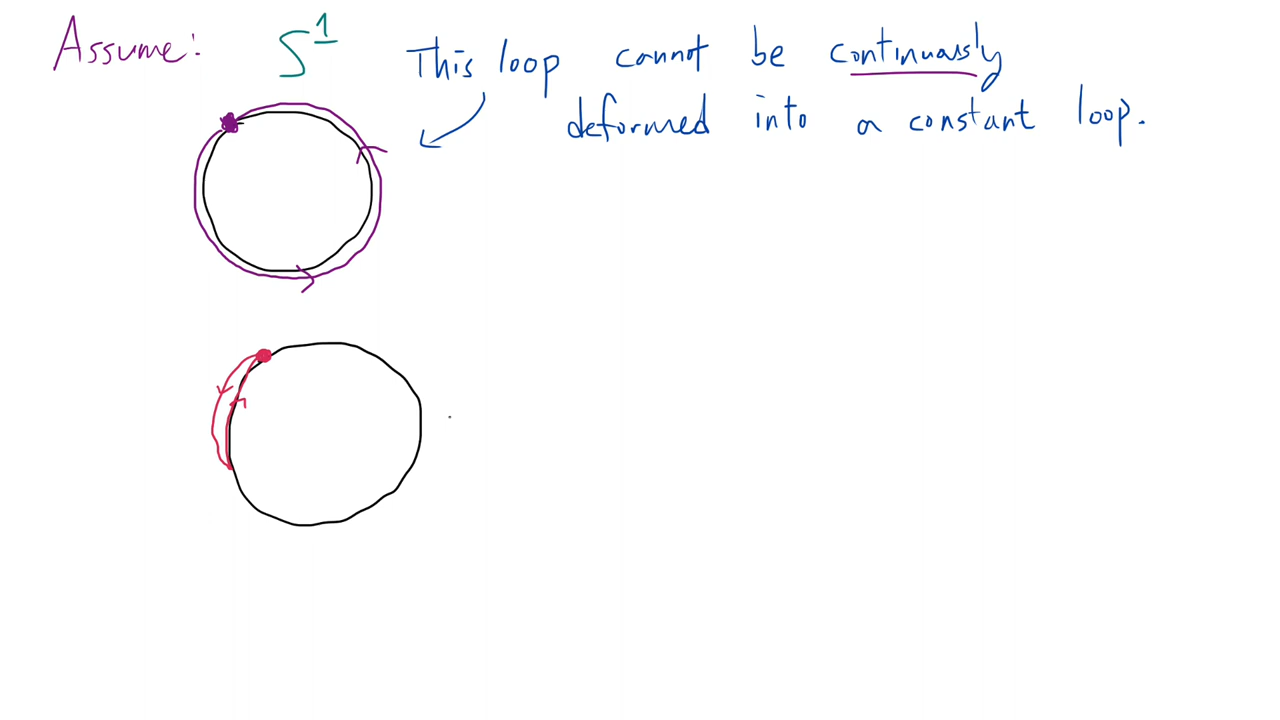 Assume: S^1 This loop cannot be continuously
deformed into a constant loop.